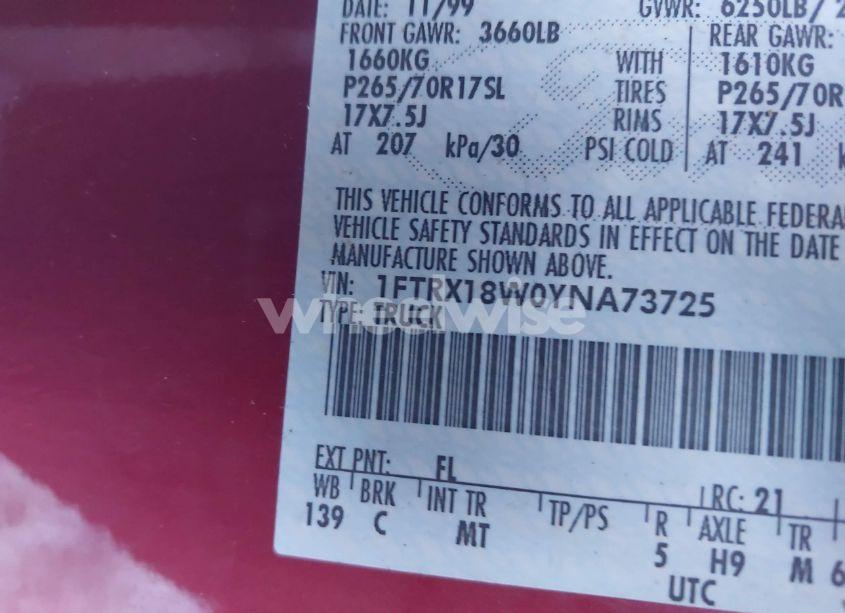 DATE: 11/99 GVWR: 6250LB/ 2
FRONT GAWR: 3660LB REAR GAWR:
1660KG WITH 1610KG
P265/70R17SL TIRES P265/70R
17X7.5J RIMS 17X7.5J
AT 207 kPa/30 PSI COLD AT 241 k
THIS VEHICLE CONFORMS TO ALL APPLICABLE FEDERA
VEHICLE SAFETY STANDARDS IN EFFECT ON THE DATE
MANUFACTURE SHOWN ABOVE.
VIN: 1FTRX18W0YNA73725
TYPE: TRUCK
wheelwise
EXT PNT: FL RC: 21
WB BRK INT TR TP/PS R AXLE TR
139 C MT 5 H9 M 6
UTC